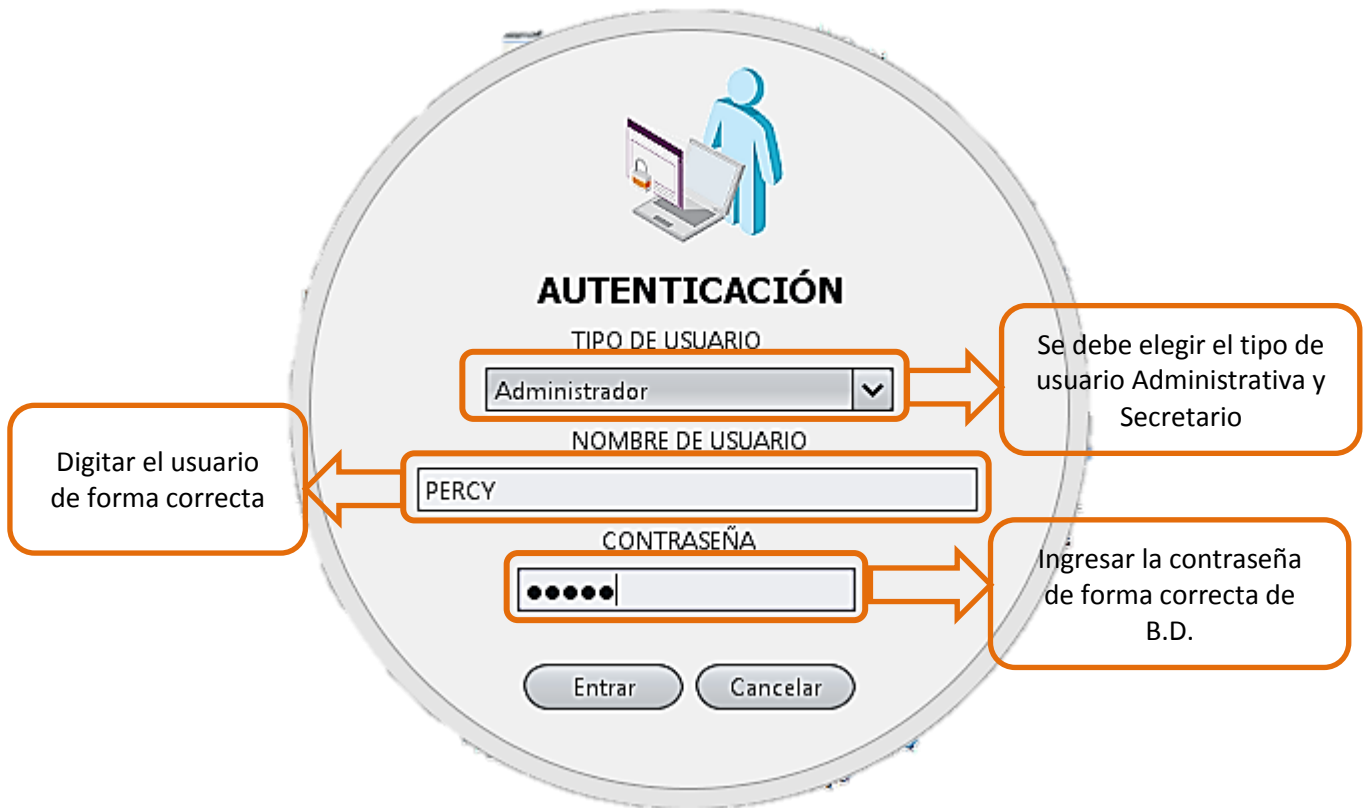 AUTENTICACIÓN
TIPO DE USUARIO
Administrador
Se debe elegir el tipo de
usuario Administrativa y
Secretario
NOMBRE DE USUARIO
PERCY
Digitar el usuario
de forma correcta
CONTRASEÑA
●●●●●
Ingresar la contraseña
de forma correcta de
B.D.
Entrar
Cancelar